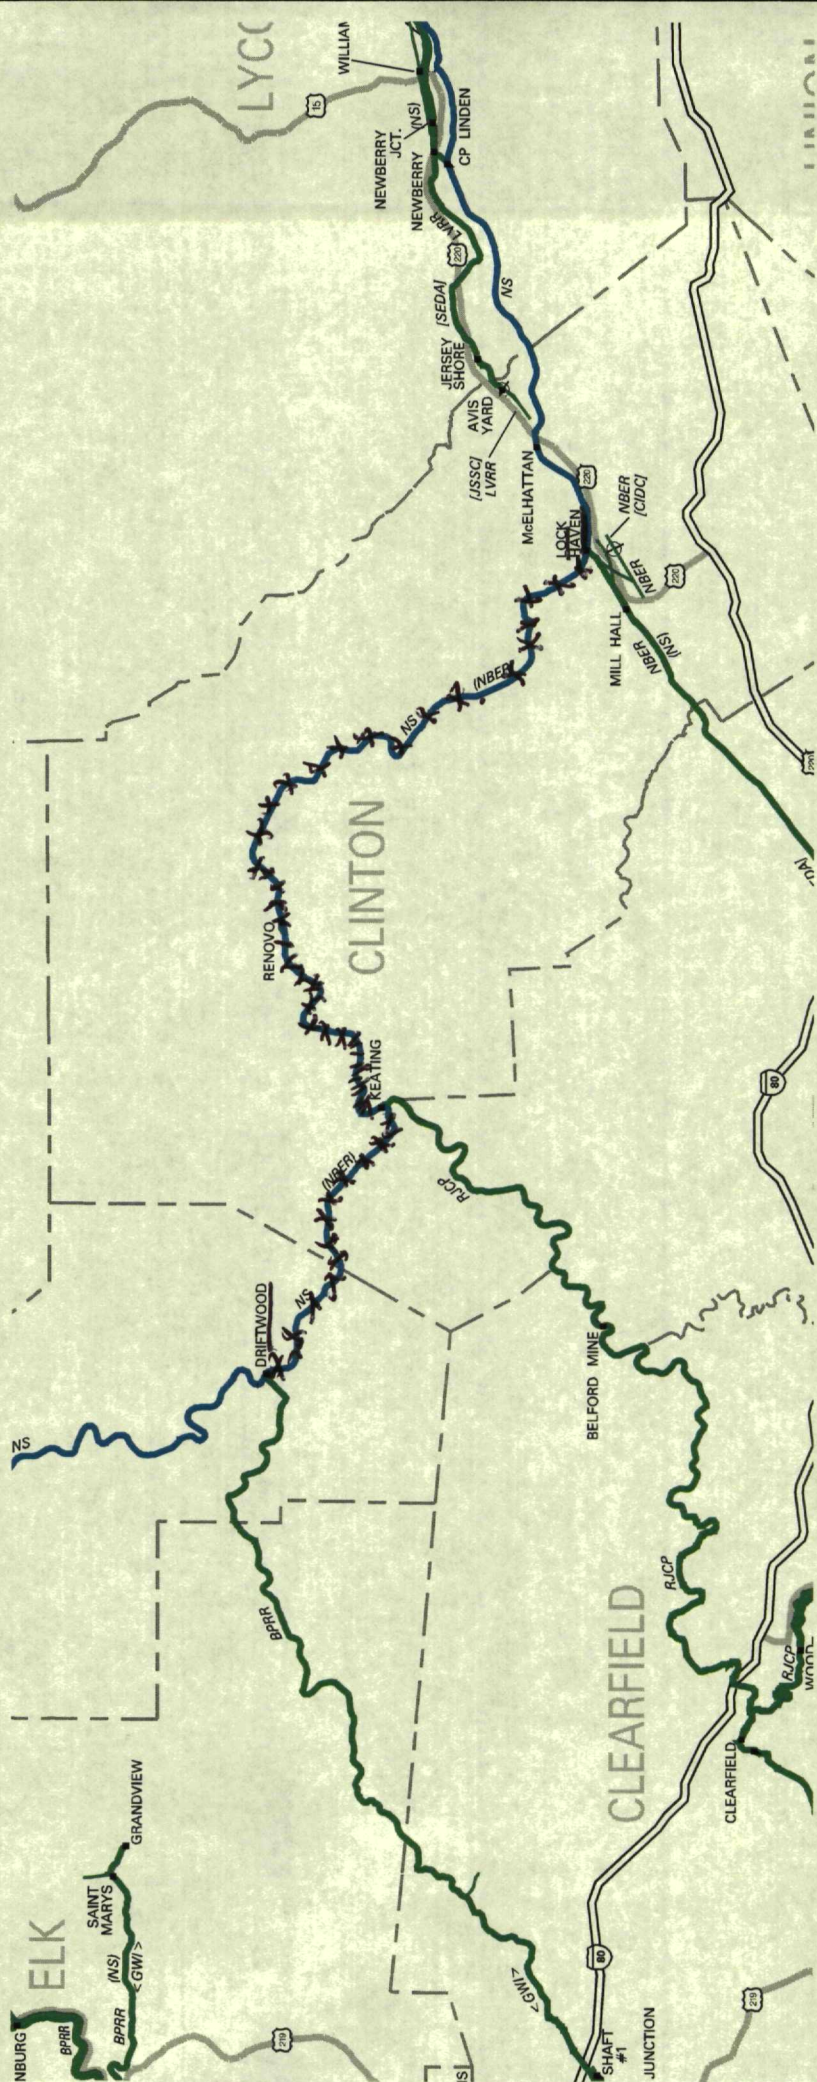 LYC
WILLIAM
15
(NS)
NEWBERRY
JCT.
NEWBERRY
CP LINDEN
LVRR
220
[SEDA]
NS
JERSEY
SHORE
AVIS
YARD
[JSSC]
LVRR
McELHATTAN
220
LOCK
HAVEN
NBER
[CIDC]
NBER
220
MILL HALL
NBER
(NS)
(NBER)
NS
220
CLINTON
RENOVO
KEATING
80
(NBER)
RJCP
NS
DRIFTWOOD
BELFORD MINE
NS
BPRR
RJCP
CLEARFIELD
RJCP
CLEARFIELD
GRANDVIEW
SAINT
MARYS
ELK
(NS)
<GWI>
BPRR
BPRR
NBURG
219
<GWI>
80
219
SHAFT
#1
JUNCTION